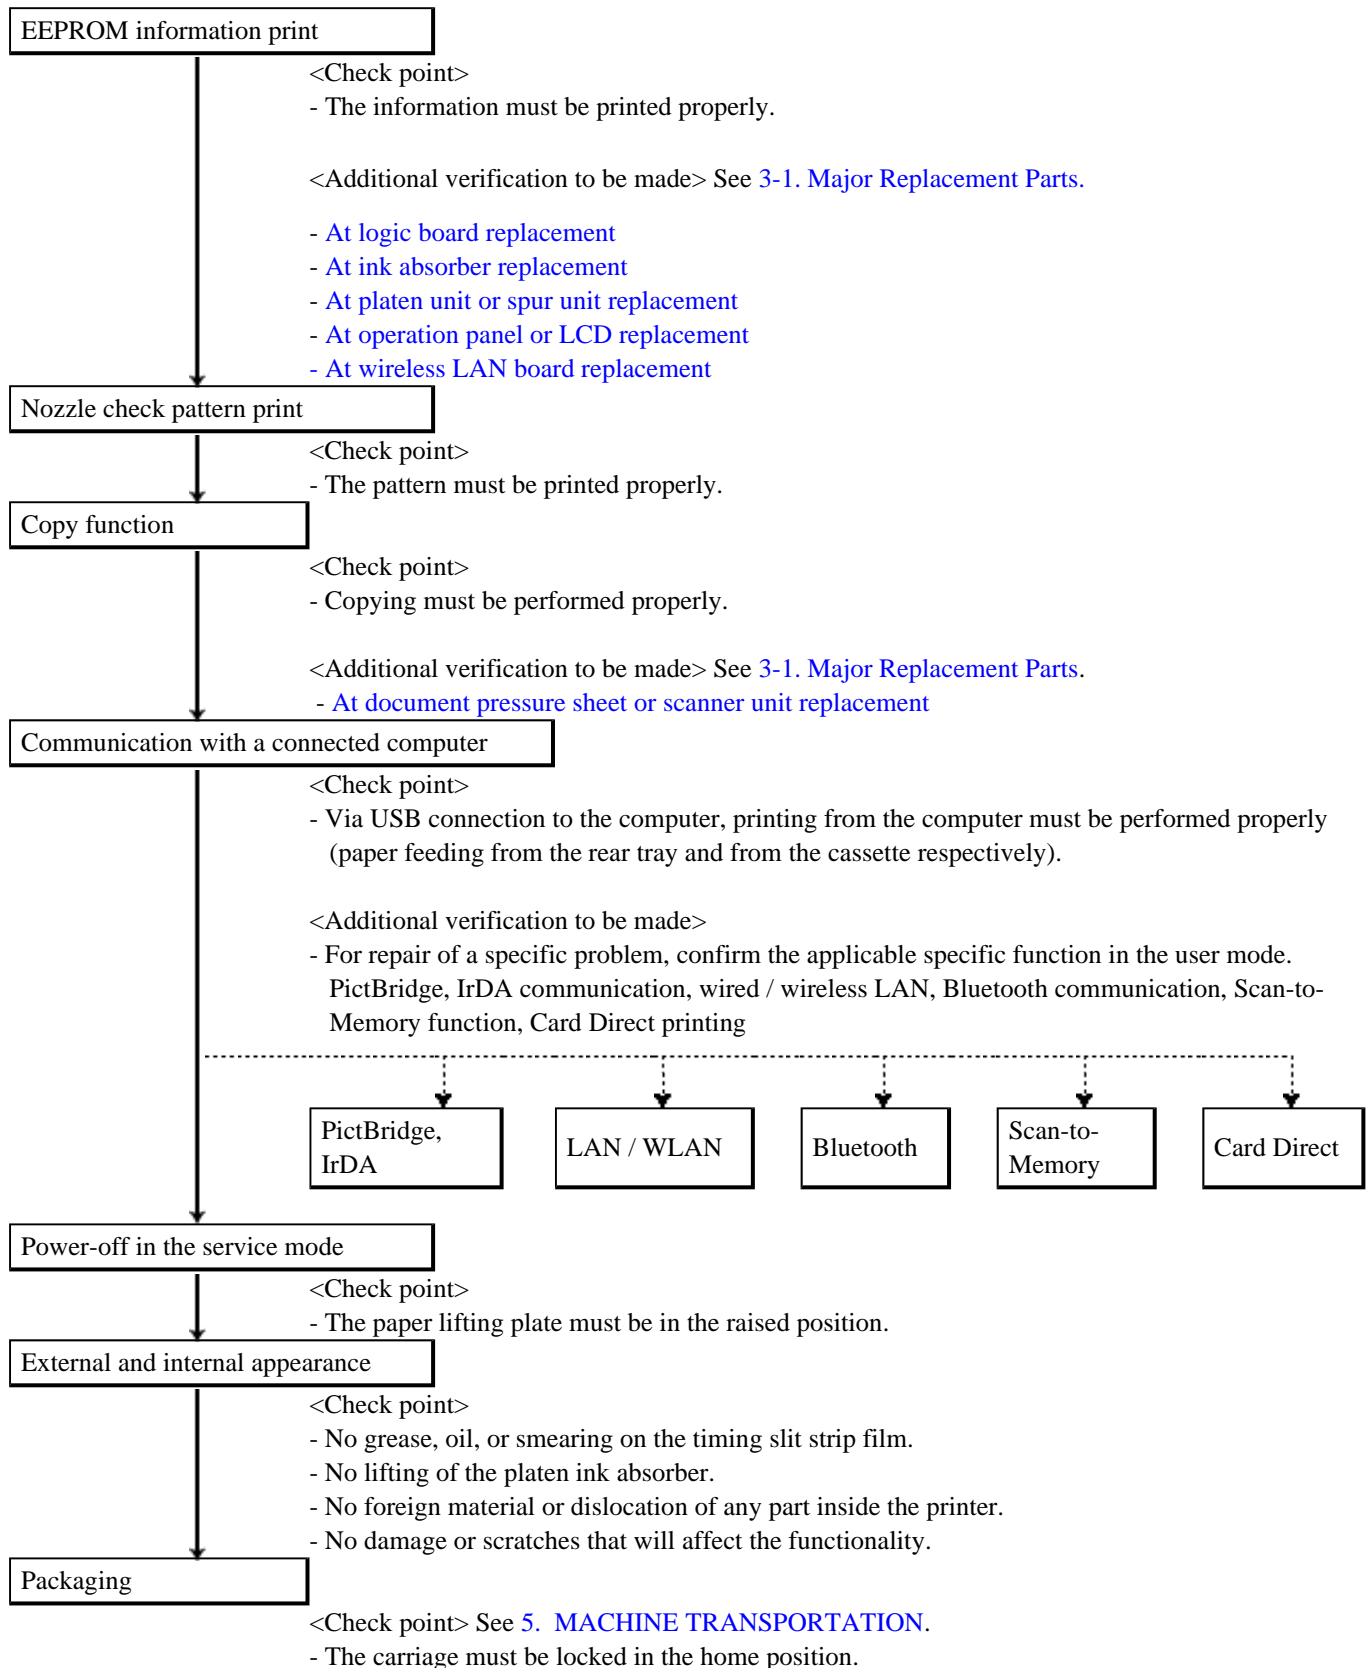 EEPROM information print
<Check point>
- The information must be printed properly.
<Additional verification to be made> See 3-1. Major Replacement Parts.
- At logic board replacement
- At ink absorber replacement
- At platen unit or spur unit replacement
- At operation panel or LCD replacement
- At wireless LAN board replacement
Nozzle check pattern print
<Check point>
- The pattern must be printed properly.
Copy function
<Check point>
- Copying must be performed properly.
<Additional verification to be made> See 3-1. Major Replacement Parts.
- At document pressure sheet or scanner unit replacement
Communication with a connected computer
<Check point>
- Via USB connection to the computer, printing from the computer must be performed properly
(paper feeding from the rear tray and from the cassette respectively).
<Additional verification to be made>
- For repair of a specific problem, confirm the applicable specific function in the user mode.
PictBridge, IrDA communication, wired / wireless LAN, Bluetooth communication, Scan-to-
Memory function, Card Direct printing
PictBridge,
IrDA
LAN / WLAN
Bluetooth
Scan-to-
Memory
Card Direct
Power-off in the service mode
<Check point>
- The paper lifting plate must be in the raised position.
External and internal appearance
<Check point>
- No grease, oil, or smearing on the timing slit strip film.
- No lifting of the platen ink absorber.
- No foreign material or dislocation of any part inside the printer.
- No damage or scratches that will affect the functionality.
Packaging
<Check point> See 5. MACHINE TRANSPORTATION.
- The carriage must be locked in the home position.